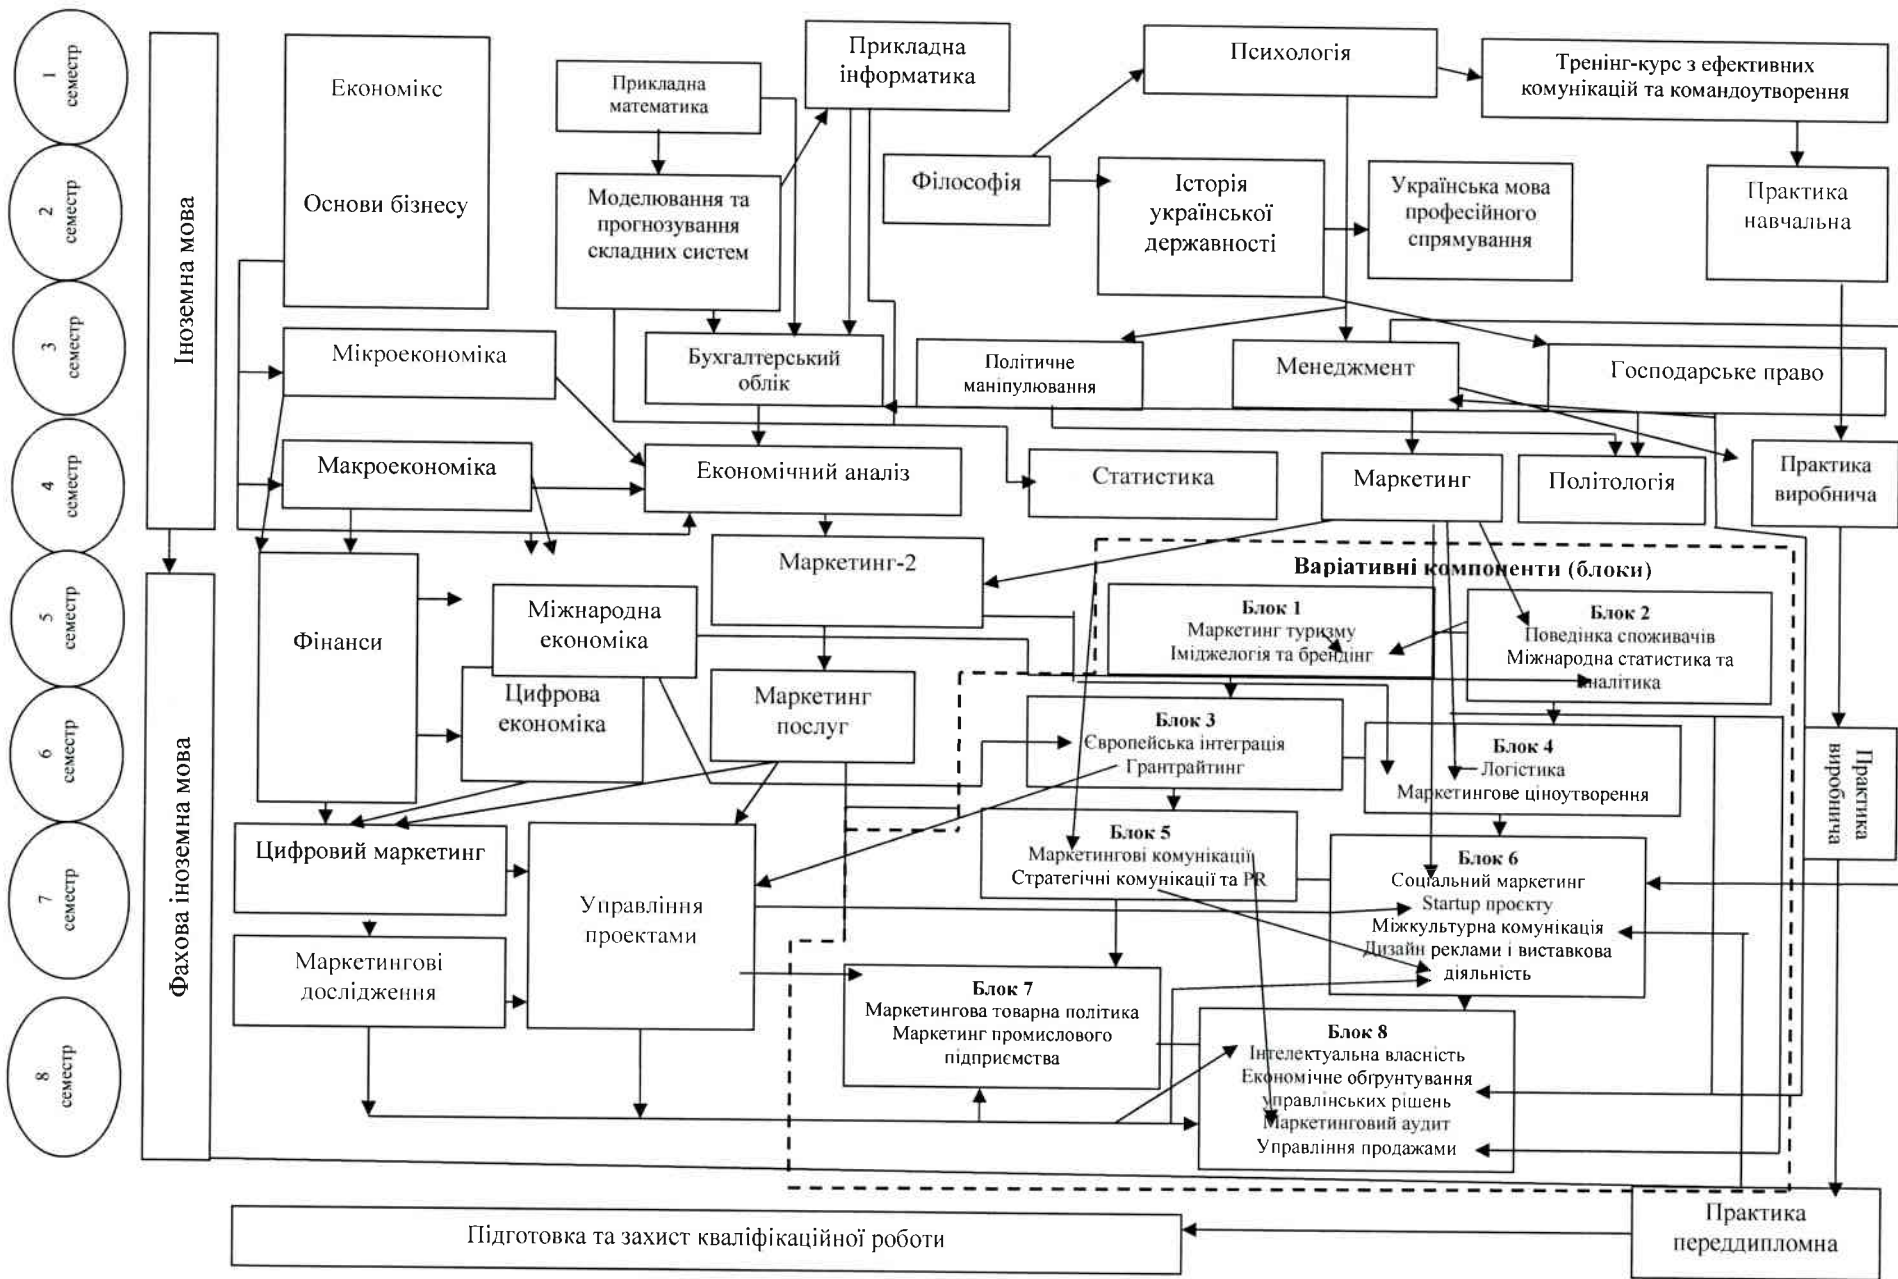 1
семестр
2
семестр
3
семестр
4
семестр
5
семестр
6
семестр
7
семестр
8
семестр
Іноземна мова
Фахова іноземна мова
Економікс
Основи бізнесу
Прикладна
математика
Прикладна
інформатика
Психологія
Тренінг-курс з ефективних
комунікацій та командоутворення
Моделювання та
прогнозування
складних систем
Філософія
Історія
української
державності
Українська мова
професійного
спрямування
Практика
навчальна
Мікроекономіка
Бухгалтерський
облік
Політичне
маніпулювання
Менеджмент
Господарське право
Макроекономіка
Економічний аналіз
Статистика
Маркетинг
Політологія
Практика
виробнича
Фінанси
Міжнародна
економіка
Маркетинг-2
Варіативні компоненти (блоки)
Блок 1
Маркетинг туризму
Іміджелогія та брендінг
Блок 2
Поведінка споживачів
Міжнародна статистика та
аналітика
Цифрова
економіка
Маркетинг
послуг
Блок 3
Європейська інтеграція
Грантрайтинг
Блок 4
Логістика
Маркетингове ціноутворення
Практика
виробнича
Цифровий маркетинг
Управління
проектами
Блок 5
Маркетингові комунікації
Стратегічні комунікації та PR
Блок 6
Соціальний маркетинг
Startup проєкту
Міжкультурна комунікація
Дизайн реклами і виставкова
діяльність
Маркетингові
дослідження
Блок 7
Маркетингова товарна політика
Маркетинг промислового
підприємства
Блок 8
Інтелектуальна власність
Економічне обґрунтування
управлінських рішень
Маркетинговий аудит
Управління продажами
Підготовка та захист кваліфікаційної роботи
Практика
переддипломна